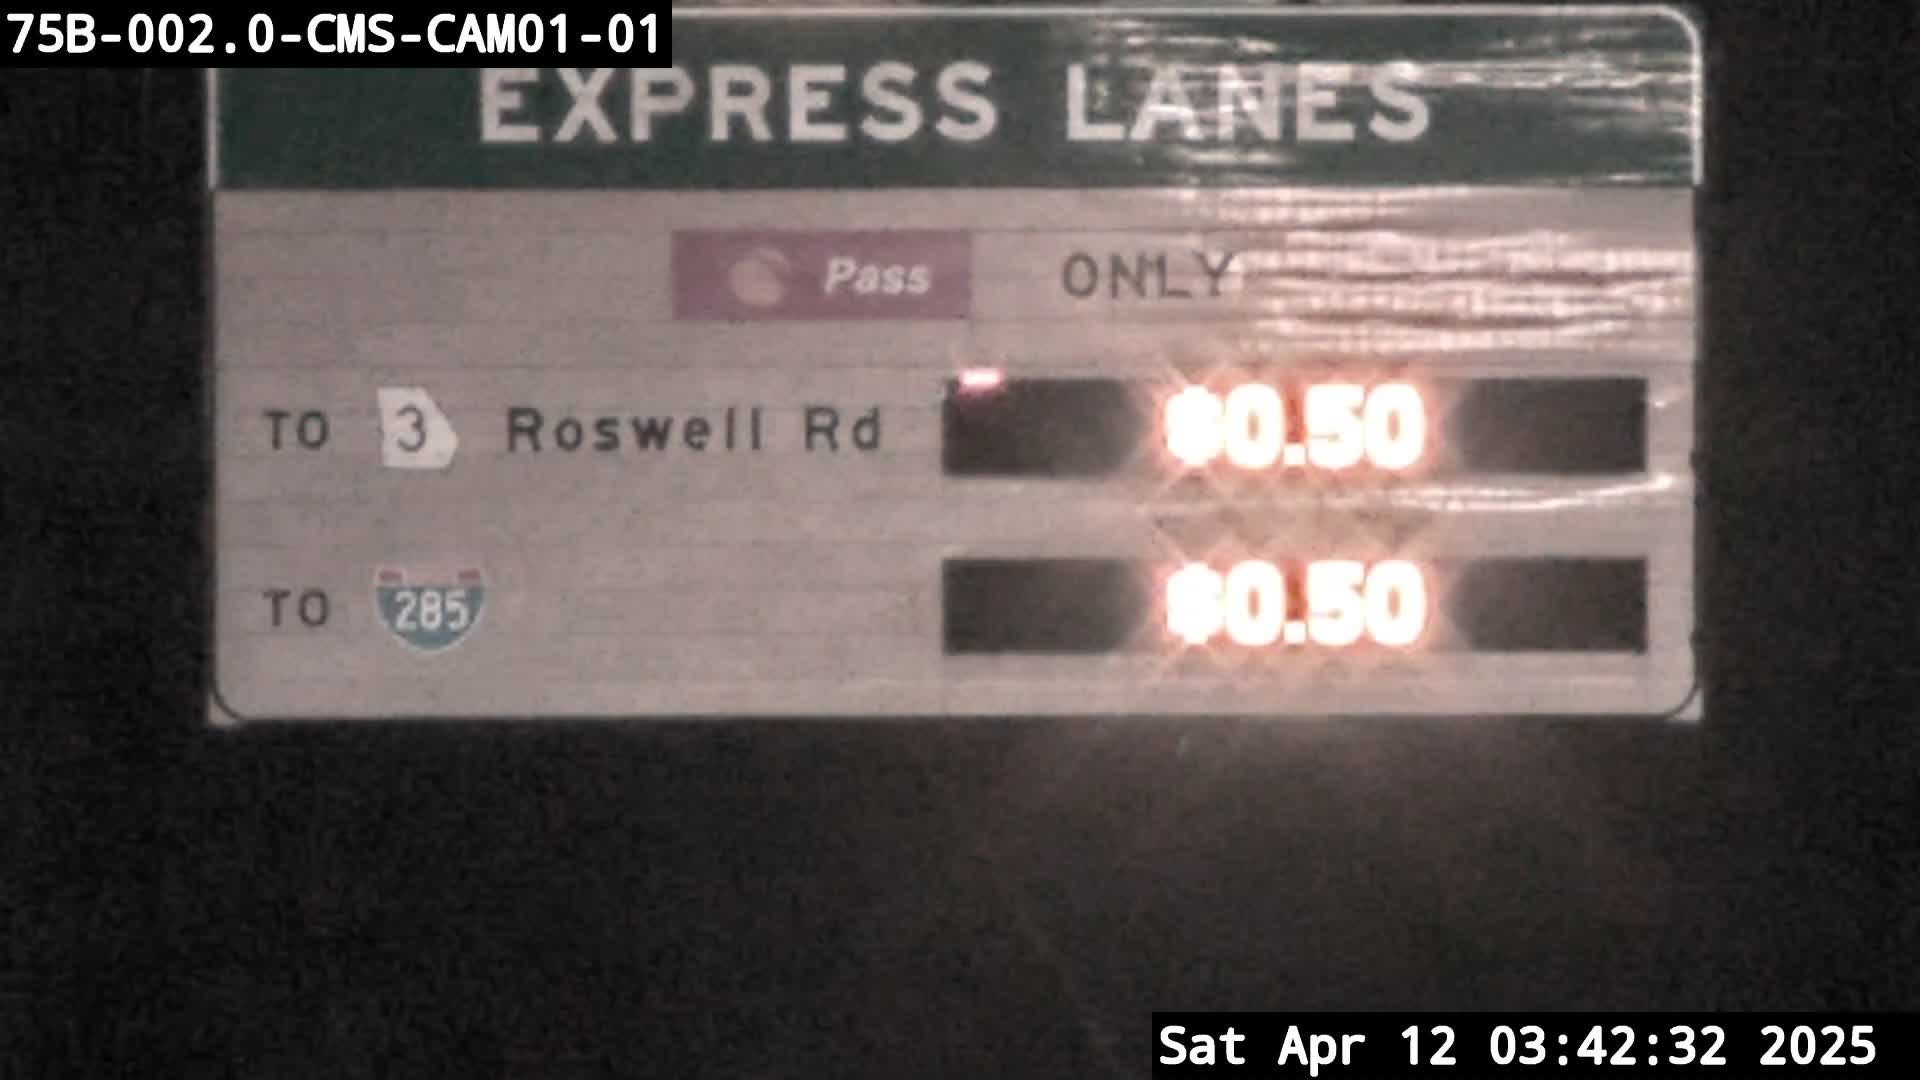 75B-002.0-CMS-CAM01-01
EXPRESS LANES
Pass ONLY
TO 3 Roswell Rd $0.50
TO 285 $0.50
Sat Apr 12 03:42:32 2025